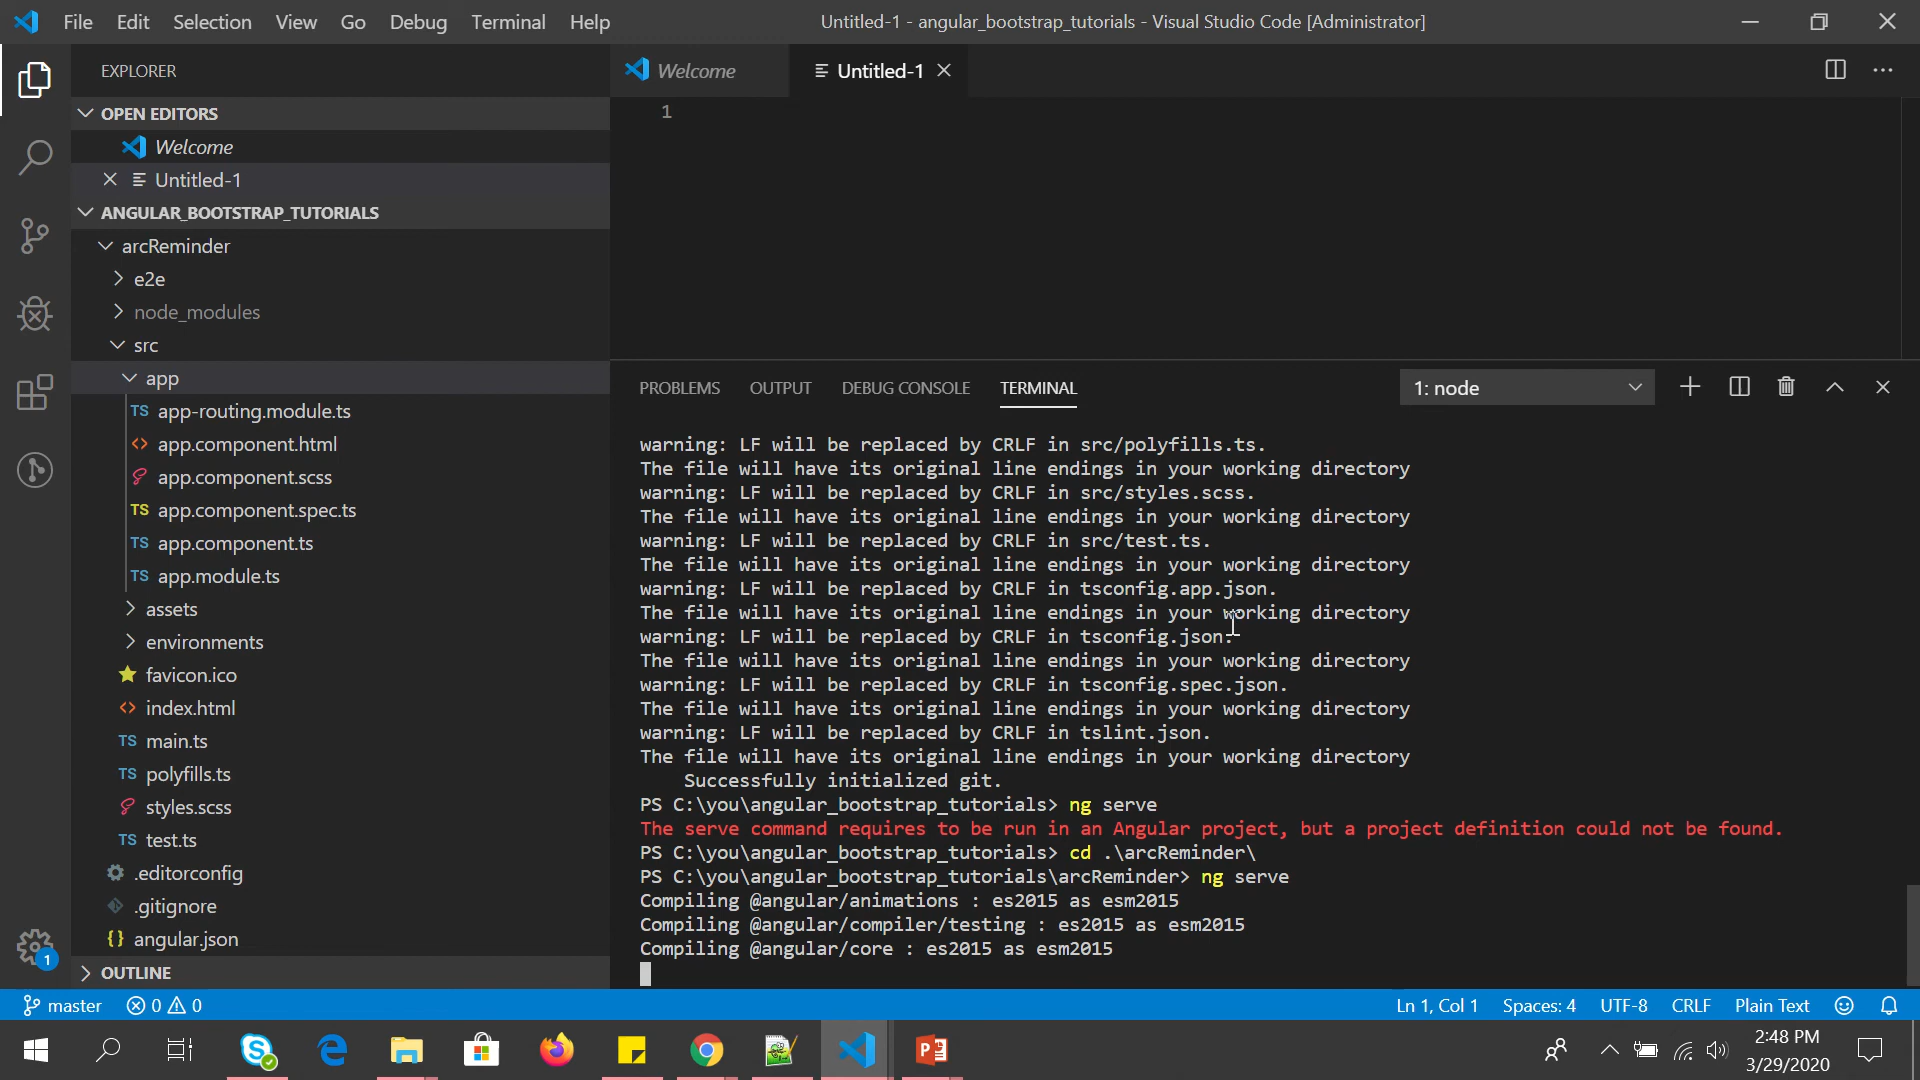 File Edit Selection View Go Debug Terminal Help
Untitled-1 - angular_bootstrap_tutorials - Visual Studio Code [Administrator]
EXPLORER
OPEN EDITORS
Welcome
Untitled-1
ANGULAR_BOOTSTRAP_TUTORIALS
arcReminder
e2e
node_modules
src
app
TS app-routing.module.ts
<> app.component.html
app.component.scss
TS app.component.spec.ts
TS app.component.ts
TS app.module.ts
assets
environments
favicon.ico
<> index.html
TS main.ts
TS polyfills.ts
styles.scss
TS test.ts
.editorconfig
.gitignore
{} angular.json
OUTLINE
Welcome
Untitled-1
1
PROBLEMS OUTPUT DEBUG CONSOLE TERMINAL
1: node
warning: LF will be replaced by CRLF in src/polyfills.ts.
The file will have its original line endings in your working directory
warning: LF will be replaced by CRLF in src/styles.scss.
The file will have its original line endings in your working directory
warning: LF will be replaced by CRLF in src/test.ts.
The file will have its original line endings in your working directory
warning: LF will be replaced by CRLF in tsconfig.app.json.
The file will have its original line endings in your working directory
warning: LF will be replaced by CRLF in tsconfig.json.
The file will have its original line endings in your working directory
warning: LF will be replaced by CRLF in tsconfig.spec.json.
The file will have its original line endings in your working directory
warning: LF will be replaced by CRLF in tslint.json.
The file will have its original line endings in your working directory
Successfully initialized git.
PS C:\you\angular_bootstrap_tutorials> ng serve
The serve command requires to be run in an Angular project, but a project definition could not be found.
PS C:\you\angular_bootstrap_tutorials> cd .\arcReminder\
PS C:\you\angular_bootstrap_tutorials\arcReminder> ng serve
Compiling @angular/animations : es2015 as esm2015
Compiling @angular/compiler/testing : es2015 as esm2015
Compiling @angular/core : es2015 as esm2015
1
master 0 0
Ln 1, Col 1 Spaces: 4 UTF-8 CRLF Plain Text
2:48 PM
3/29/2020